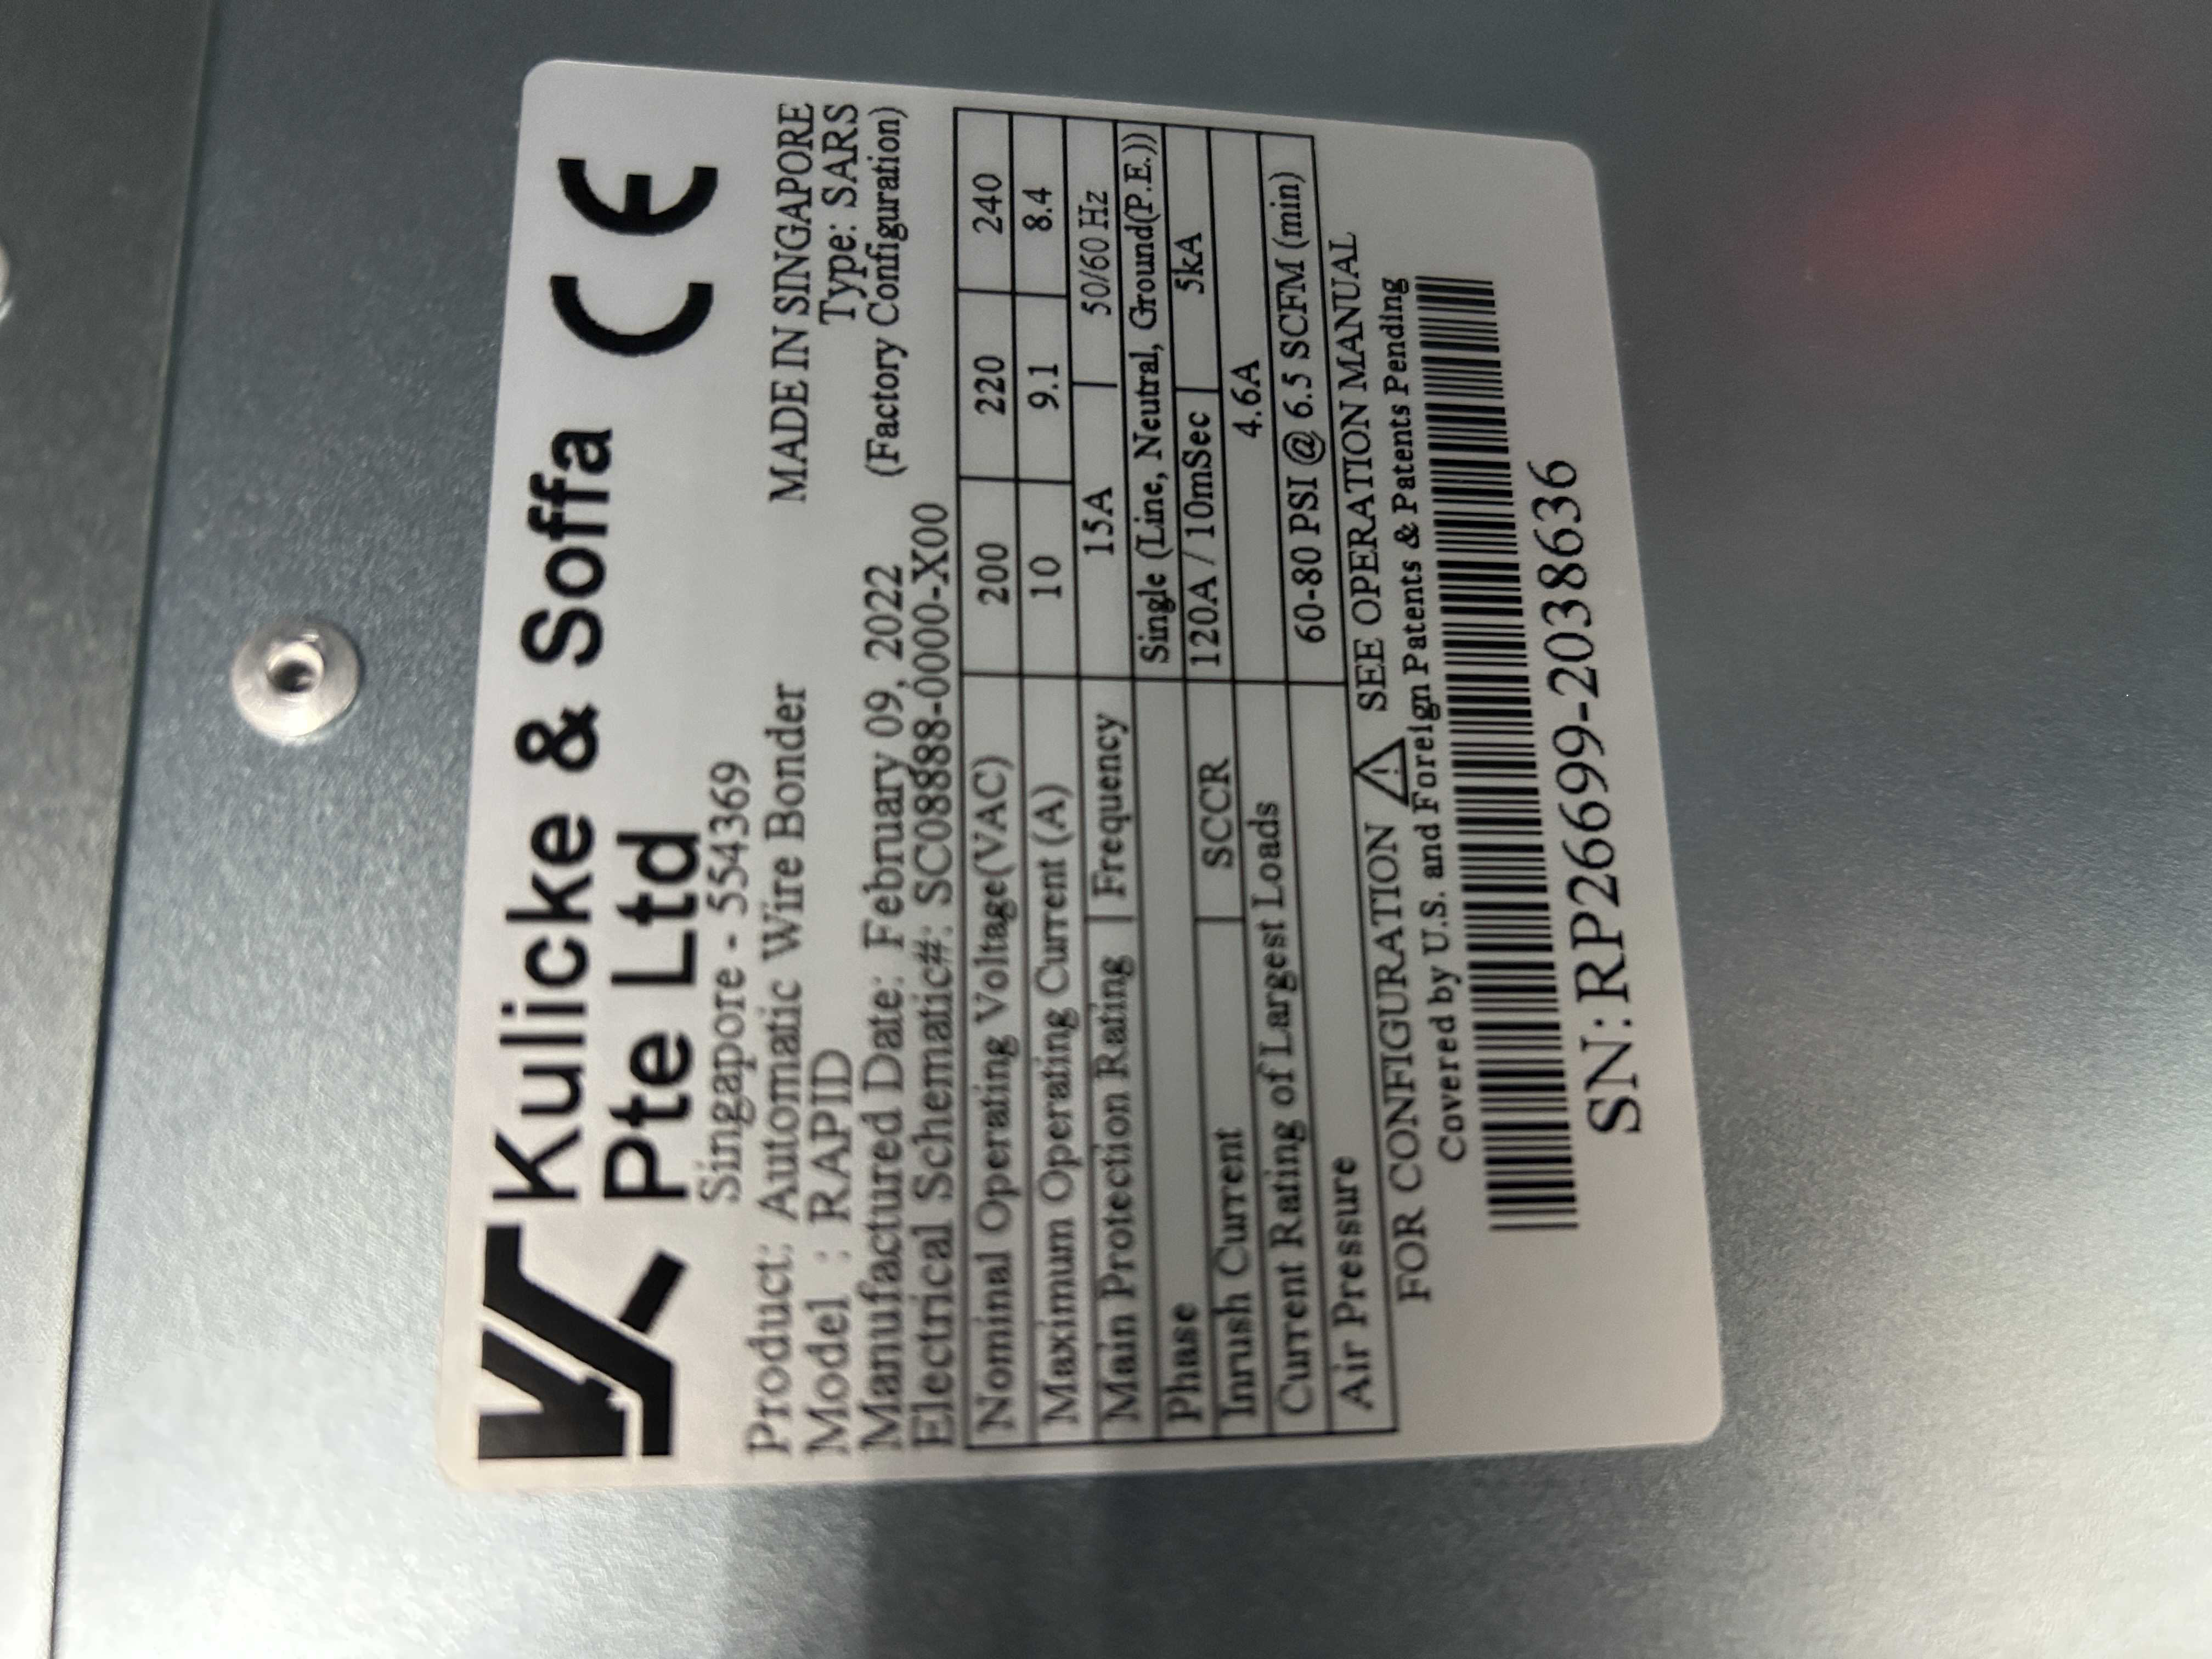 Kulicke & Soffa CE
Pte Ltd
Singapore - 554369
Product: Automatic Wire Bonder MADE IN SINGAPORE
Model : RAPID Type: SARS
Manufactured Date: February 09, 2022 (Factory Configuration)
Electrical Schematic#: SC08888-0000-X00
Nominal Operating Voltage(VAC) 200 220 240
Maximum Operating Current (A) 10 9.1 8.4
Main Protection Rating Frequency 15A 50/60 Hz
Phase Single (Line, Neutral, Ground(P.E.))
Inrush Current SCCR 120A / 10mSec 5kA
Current Rating of Largest Loads 4.6A
Air Pressure 60-80 PSI @ 6.5 SCFM (min)
FOR CONFIGURATION SEE OPERATION MANUAL
Covered by U.S. and Foreign Patents & Patents Pending
SN:RP26699-2038636